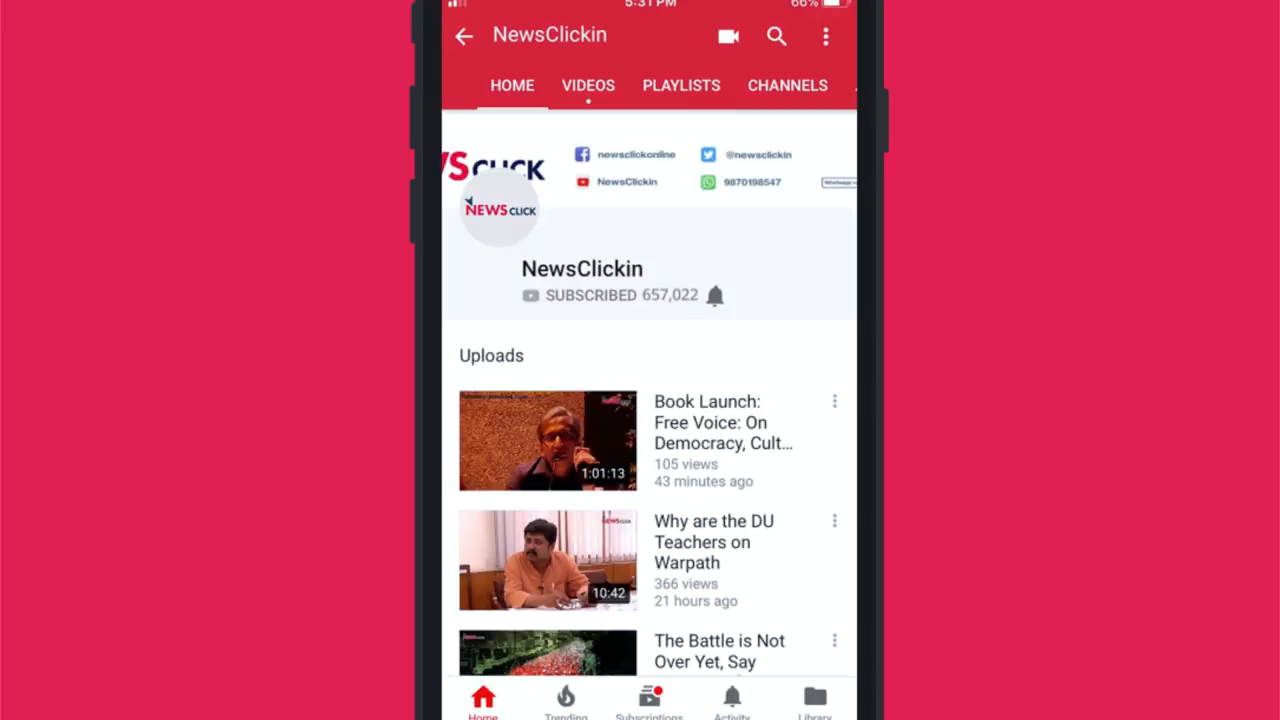 5:31 PM
66%
NewsClickin
HOME
VIDEOS
PLAYLISTS
CHANNELS
WS CLICK
newsclickonline
@newsclickin
NewsClickin
9870198547
NEWS CLICK
NewsClickin
SUBSCRIBED 657,022
Uploads
Book Launch:
Free Voice: On
Democracy, Cult...
105 views
43 minutes ago
1:01:13
Why are the DU
Teachers on
Warpath
366 views
21 hours ago
NEWSCLICK
10:42
The Battle is Not
Over Yet, Say
Home
Trending
Subscriptions
Activity
Library